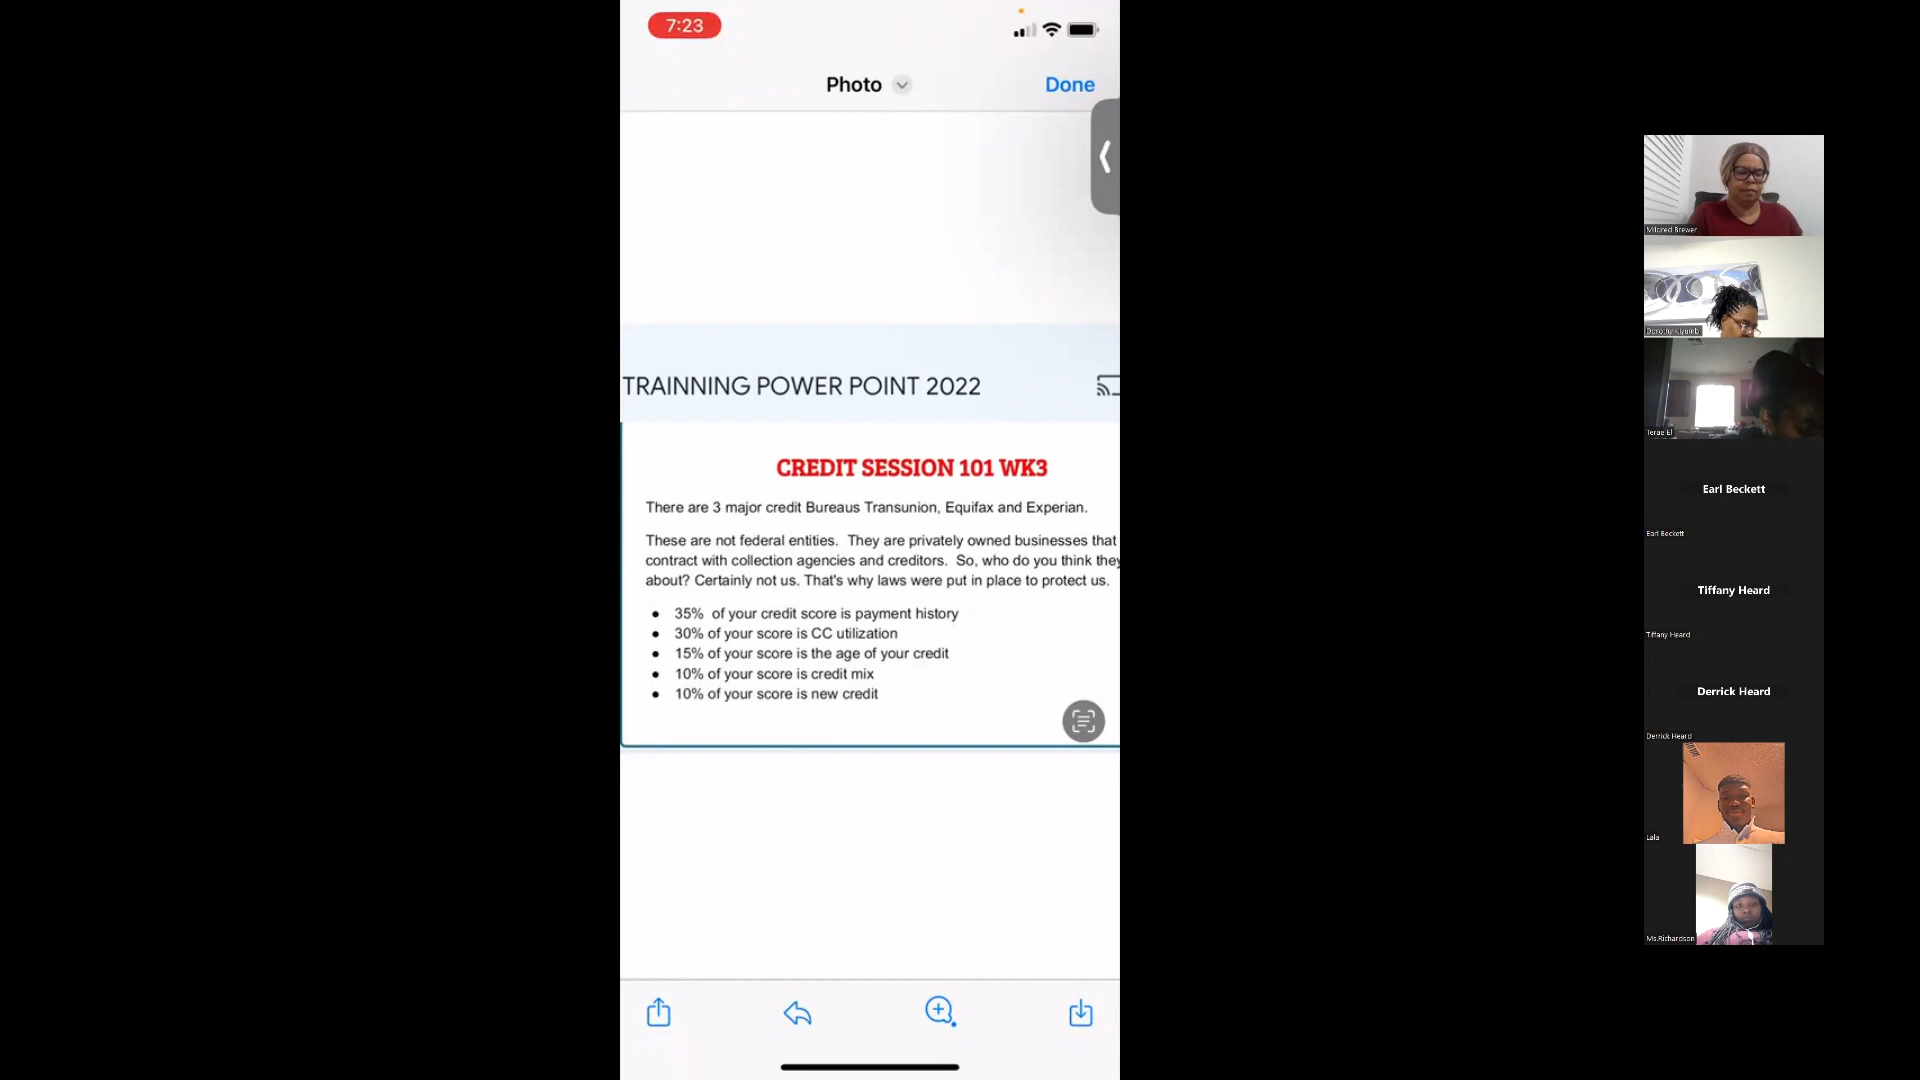 7:23
Photo
Done
TRAINNING POWER POINT 2022
CREDIT SESSION 101 WK3
There are 3 major credit Bureaus Transunion, Equifax and Experian.
These are not federal entities.  They are privately owned businesses that
contract with collection agencies and creditors.  So, who do you think they
about? Certainly not us. That's why laws were put in place to protect us.
• 35%  of your credit score is payment history
• 30% of your score is CC utilization
• 15% of your score is the age of your credit
• 10% of your score is credit mix
• 10% of your score is new credit
Mildred Brewer
Dorothy Kiyumb
Terae El
Earl Beckett
Earl Beckett
Tiffany Heard
Tiffany Heard
Derrick Heard
Derrick Heard
Lala
Ms.Richardson